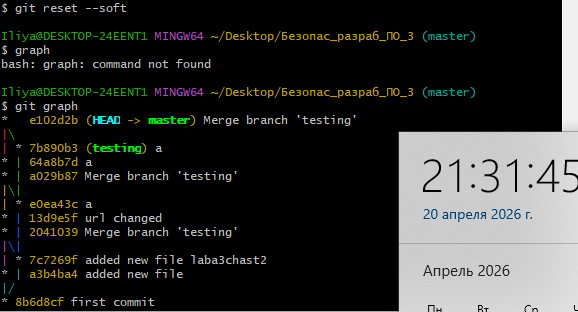 $ git reset --soft
Iliya@DESKTOP-24EENT1 MINGW64 ~/Desktop/Безопас_разраб_ПО_3 (master)
$ graph
bash: graph: command not found
Iliya@DESKTOP-24EENT1 MINGW64 ~/Desktop/Безопас_разраб_ПО_3 (master)
$ git graph
*   e102d2b (HEAD -> master) Merge branch 'testing'
|\
| * 7b890b3 (testing) a
* | 64a8b7d a
* | a029b87 Merge branch 'testing'
|\|
| * e0ea43c a
* | 13d9e5f url changed
* | 2041039 Merge branch 'testing'
|\|
| * 7c7269f added new file laba3chast2
* | a3b4ba4 added new file
|/
* 8b6d8cf first commit
21:31:45
20 апреля 2026 г.
Апрель 2026
Пн Вт Ср